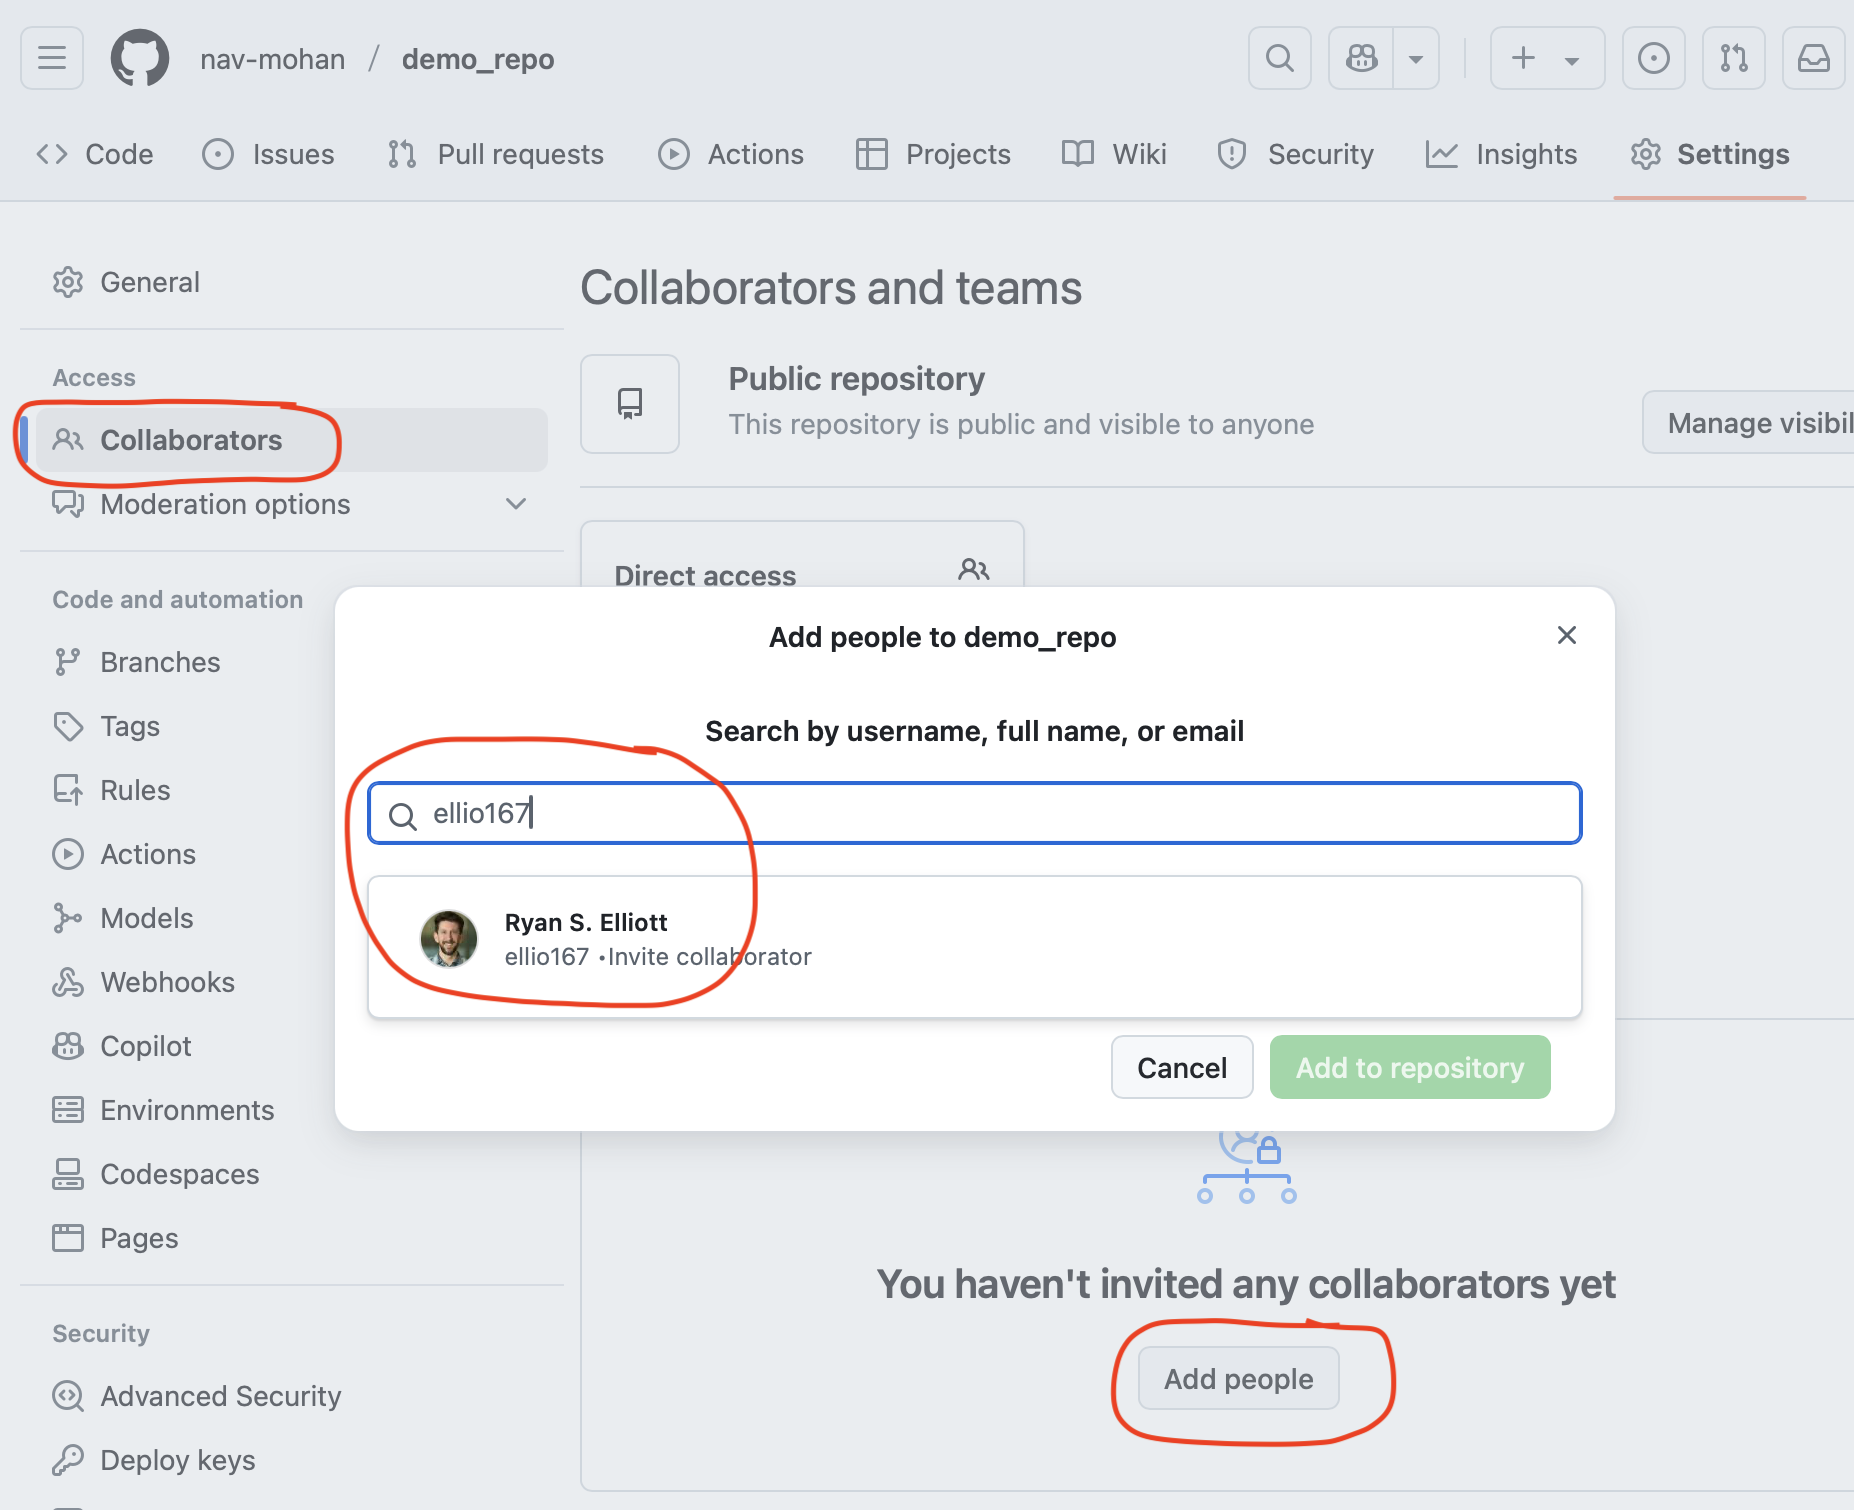 nav-mohan / demo_repo
Code Issues Pull requests Actions Projects Wiki Security Insights Settings
General
Access
Collaborators
Moderation options
Code and automation
Branches
Tags
Rules
Actions
Models
Webhooks
Copilot
Environments
Codespaces
Pages
Security
Advanced Security
Deploy keys
Collaborators and teams
Public repository
This repository is public and visible to anyone
Manage visibil
Direct access
Add people to demo_repo
Search by username, full name, or email
ellio167
Ryan S. Elliott
ellio167 •Invite collaborator
Cancel Add to repository
You haven't invited any collaborators yet
Add people